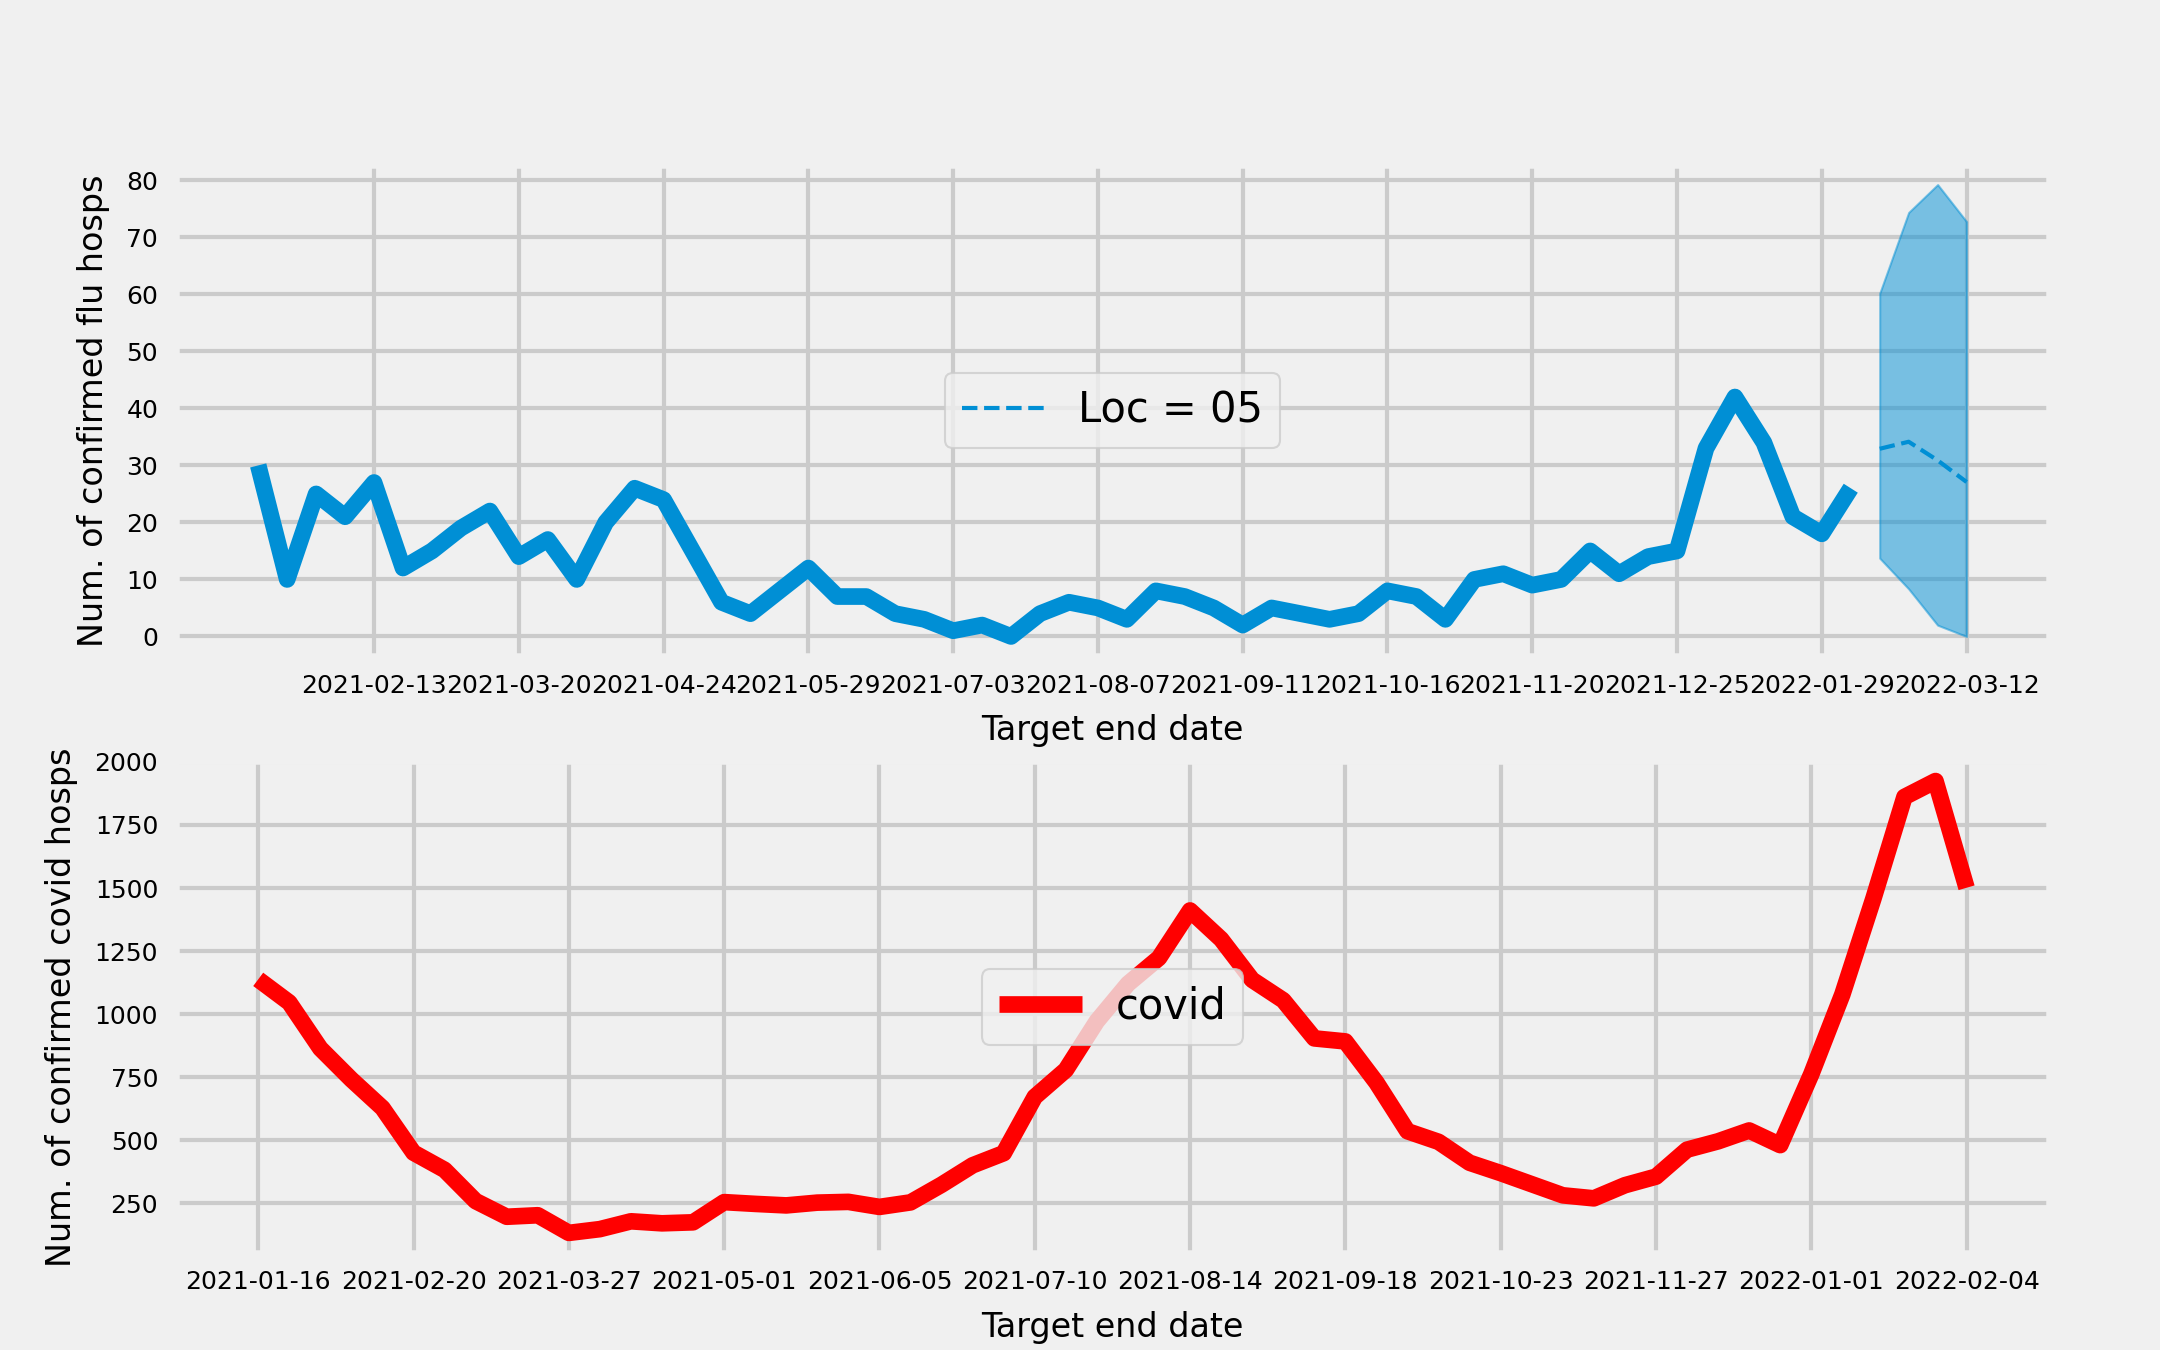 Num. of confirmed flu hosps
80
70
60
50
40
30
20
10
0
Loc = 05
2021-02-13 2021-03-20 2021-04-24 2021-05-29 2021-07-03 2021-08-07 2021-09-11 2021-10-16 2021-11-20 2021-12-25 2022-01-29 2022-03-12
Target end date
Num. of confirmed covid hosps
2000
1750
1500
1250
1000
750
500
250
covid
2021-01-16 2021-02-20 2021-03-27 2021-05-01 2021-06-05 2021-07-10 2021-08-14 2021-09-18 2021-10-23 2021-11-27 2022-01-01 2022-02-04
Target end date